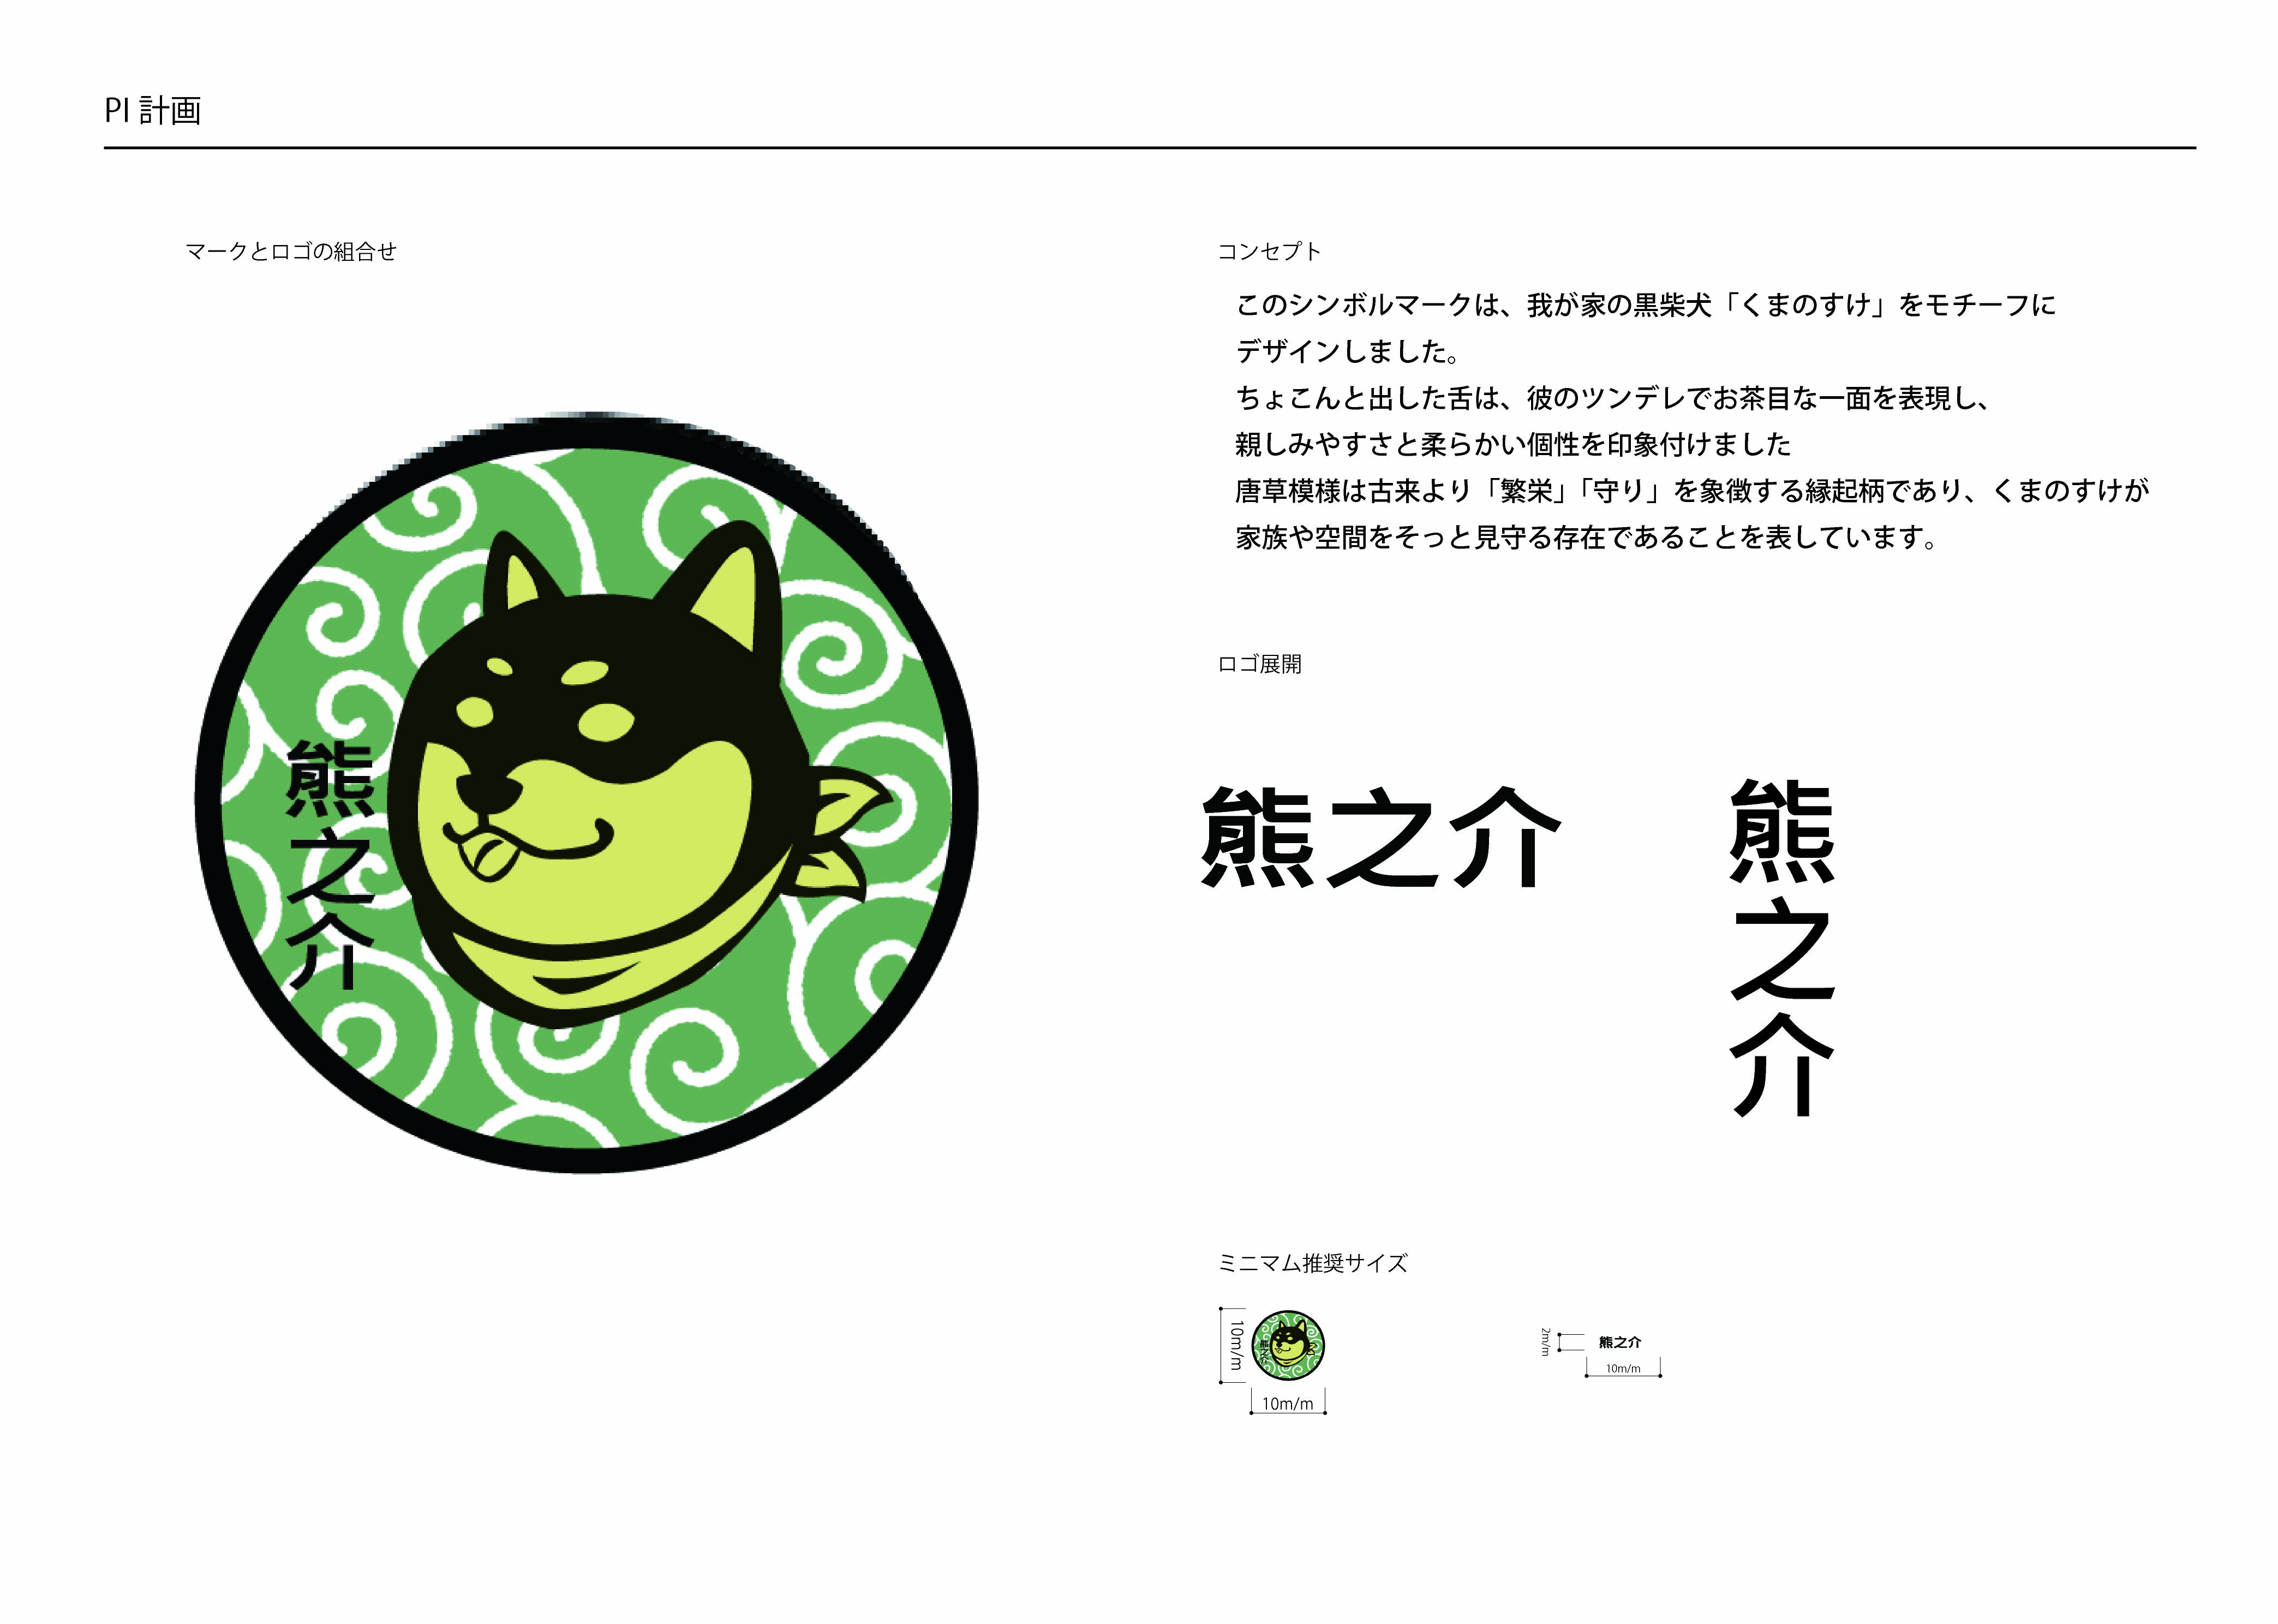 PI 計画
マークとロゴの組合せ
熊之介
コンセプト
このシンボルマークは、我が家の黒柴犬「くまのすけ」をモチーフに
デザインしました。
ちょこんと出した舌は、彼のツンデレでお茶目な一面を表現し、
親しみやすさと柔らかい個性を印象付けました
唐草模様は古来より「繁栄」「守り」を象徴する縁起柄であり、くまのすけが
家族や空間をそっと見守る存在であることを表しています。
ロゴ展開
熊之介
熊之介
ミニマム推奨サイズ
10m/m
熊之介
10m/m
2m/m
熊之介
10m/m